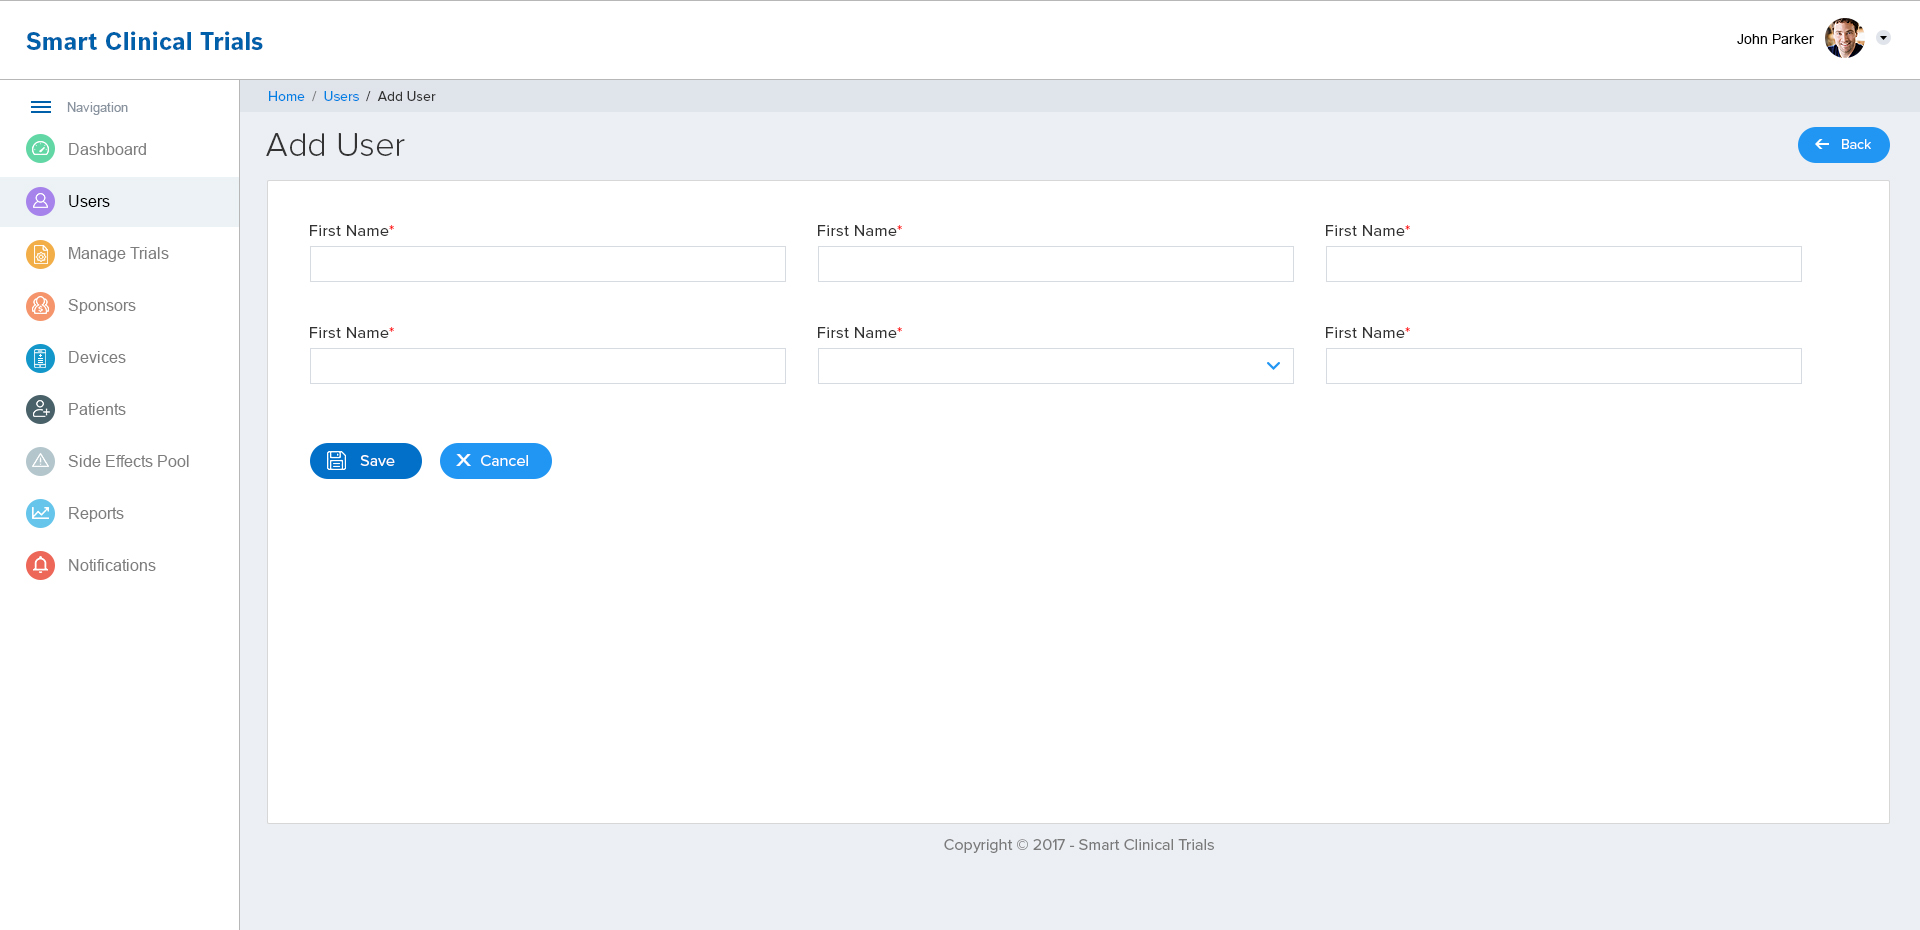 Smart Clinical Trials
John Parker
Navigation
Dashboard
Users
Manage Trials
Sponsors
Devices
Patients
Side Effects Pool
Reports
Notifications
Home / Users / Add User
Add User
Back
First Name* First Name* First Name*
First Name* First Name* First Name*
Save Cancel
Copyright © 2017 - Smart Clinical Trials